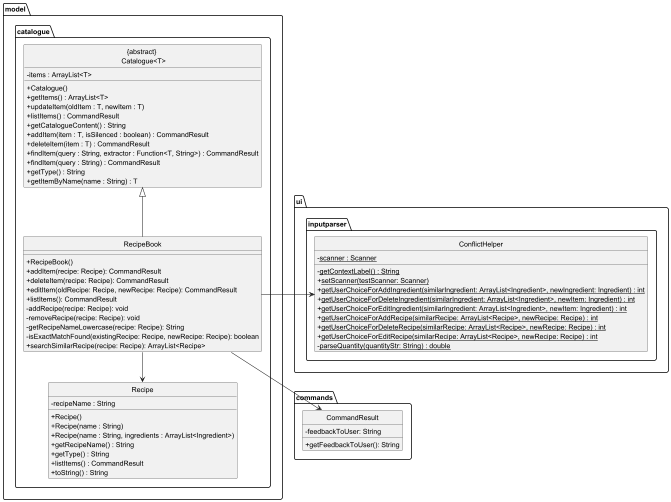 model
catalogue
{abstract}
Catalogue<T>
-items : ArrayList<T>
+Catalogue()
+getItems() : ArrayList<T>
+updateItem(oldItem : T, newItem : T)
+listItems() : CommandResult
+getCatalogueContent() : String
+addItem(item : T, isSilenced : boolean) : CommandResult
+deleteItem(item : T) : CommandResult
+findItem(query : String, extractor : Function<T, String>) : CommandResult
+findItem(query : String) : CommandResult
+getType() : String
+getItemByName(name : String) : T
RecipeBook
+RecipeBook()
+addItem(recipe: Recipe): CommandResult
+deleteItem(recipe: Recipe): CommandResult
+editItem(oldRecipe: Recipe, newRecipe: Recipe): CommandResult
+listItems(): CommandResult
-addRecipe(recipe: Recipe): void
-removeRecipe(recipe: Recipe): void
-getRecipeNameLowercase(recipe: Recipe): String
-isExactMatchFound(existingRecipe: Recipe, newRecipe: Recipe): boolean
+searchSimilarRecipe(recipe: Recipe): ArrayList<Recipe>
Recipe
-recipeName : String
+Recipe()
+Recipe(name : String)
+Recipe(name : String, ingredients : ArrayList<Ingredient>)
+getRecipeName() : String
+getType() : String
+listItems() : CommandResult
+toString() : String
ui
inputparser
ConflictHelper
-scanner : Scanner
-getContextLabel() : String
+setScanner(testScanner: Scanner)
+getUserChoiceForAddIngredient(similarIngredient: ArrayList<Ingredient>, newIngredient: Ingredient) : int
+getUserChoiceForDeleteIngredient(similarIngredient: ArrayList<Ingredient>, newItem: Ingredient) : int
+getUserChoiceForEditIngredient(similarIngredient: ArrayList<Ingredient>, newItem: Ingredient) : int
+getUserChoiceForAddRecipe(similarRecipe: ArrayList<Recipe>, newRecipe: Recipe) : int
+getUserChoiceForDeleteRecipe(similarRecipe: ArrayList<Recipe>, newRecipe: Recipe) : int
+getUserChoiceForEditRecipe(similarRecipe: ArrayList<Recipe>, newRecipe: Recipe) : int
-parseQuantity(quantityStr: String) : double
commands
CommandResult
-feedbackToUser: String
+getFeedbackToUser(): String